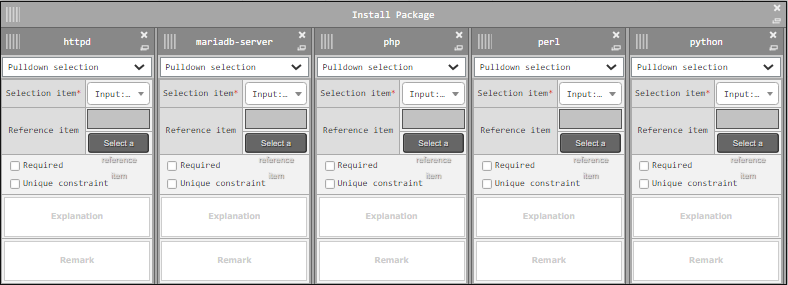 Install Package
httpd mariadb-server php perl python
Pulldown selection Pulldown selection Pulldown selection Pulldown selection Pulldown selection
Selection item* Input:… Selection item* Input:… Selection item* Input:… Selection item* Input:… Selection item* Input:…
Reference item Select a Reference item Select a Reference item Select a Reference item Select a Reference item Select a
Required reference Required reference Required reference Required reference Required reference
Unique constraint item Unique constraint item Unique constraint item Unique constraint item Unique constraint item
Explanation Explanation Explanation Explanation Explanation
Remark Remark Remark Remark Remark